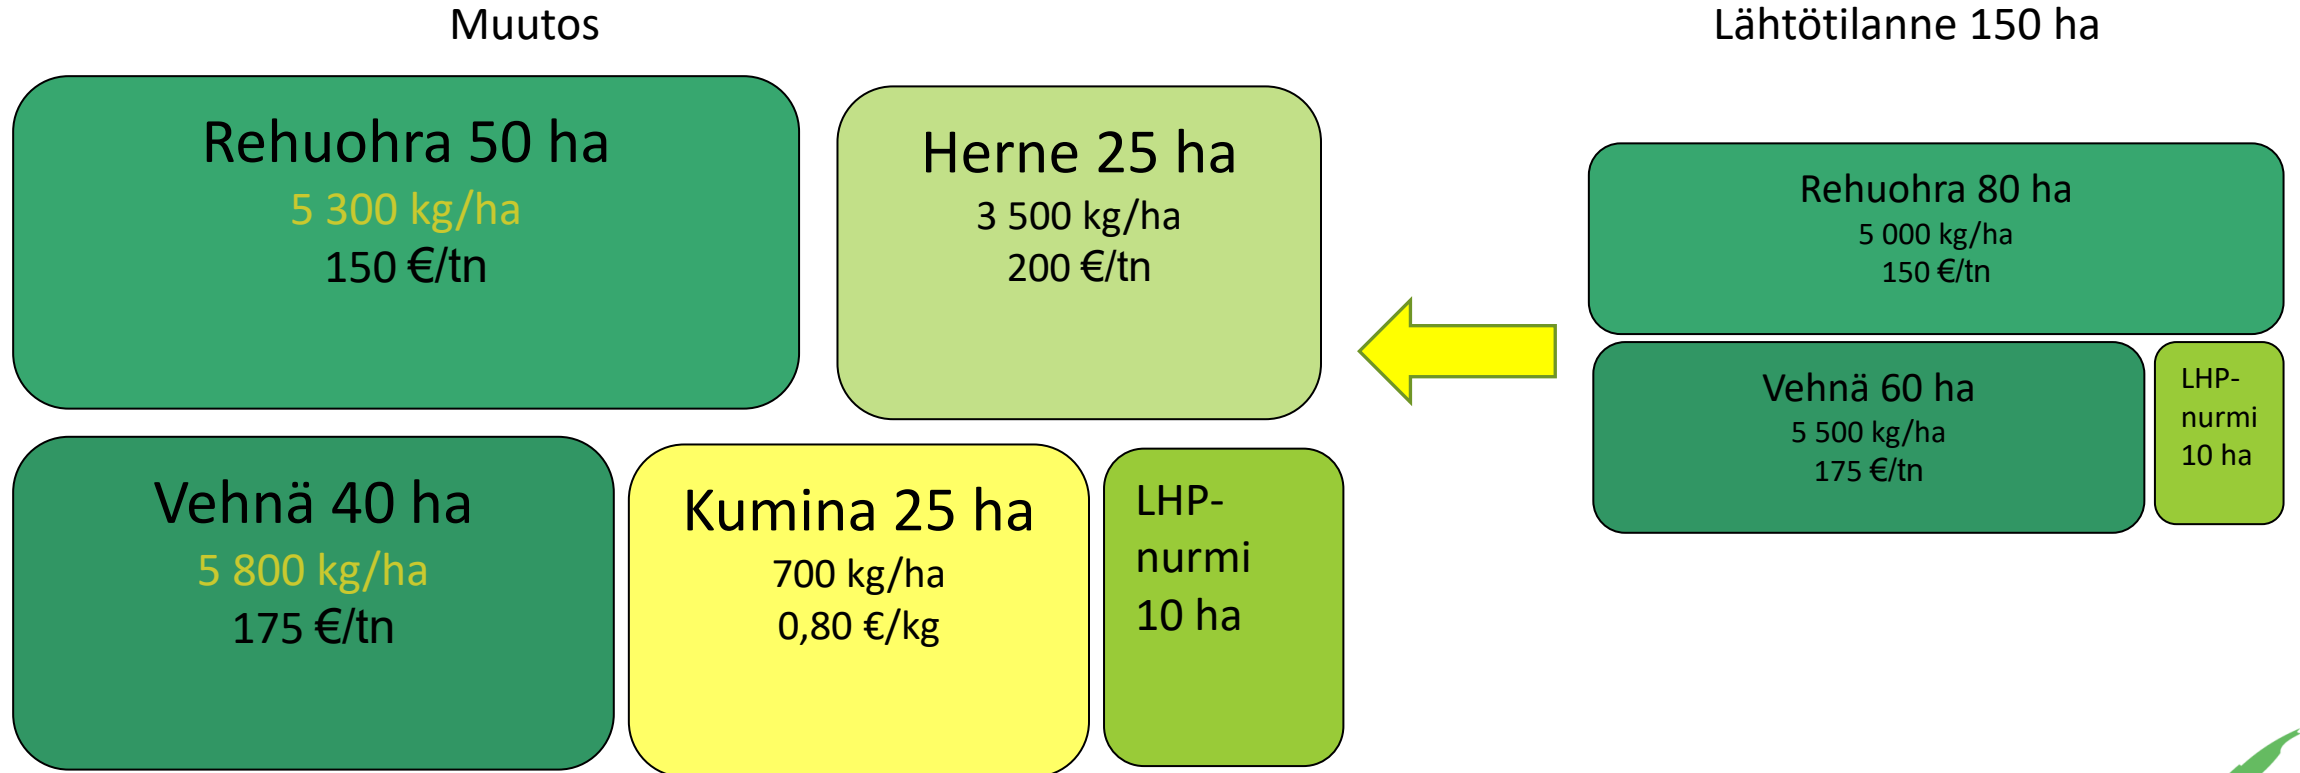 Muutos
Rehuohra 50 ha
5 300 kg/ha
150 €/tn
Herne 25 ha
3 500 kg/ha
200 €/tn
Vehnä 40 ha
5 800 kg/ha
175 €/tn
Kumina 25 ha
700 kg/ha
0,80 €/kg
LHP-
nurmi
10 ha
Lähtötilanne 150 ha
Rehuohra 80 ha
5 000 kg/ha
150 €/tn
Vehnä 60 ha
5 500 kg/ha
175 €/tn
LHP-
nurmi
10 ha